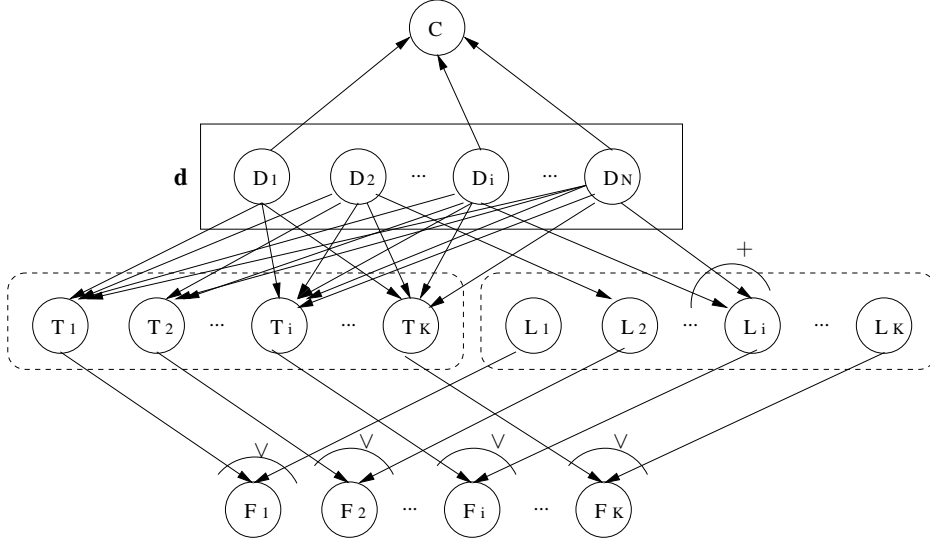 C
d D1 D2 ... Di ... DN
+
T1 T2 ... Ti ... TK L1 L2 ... Li ... LK
∨ ∨ ∨ ∨
F1 F2 ... Fi ... FK